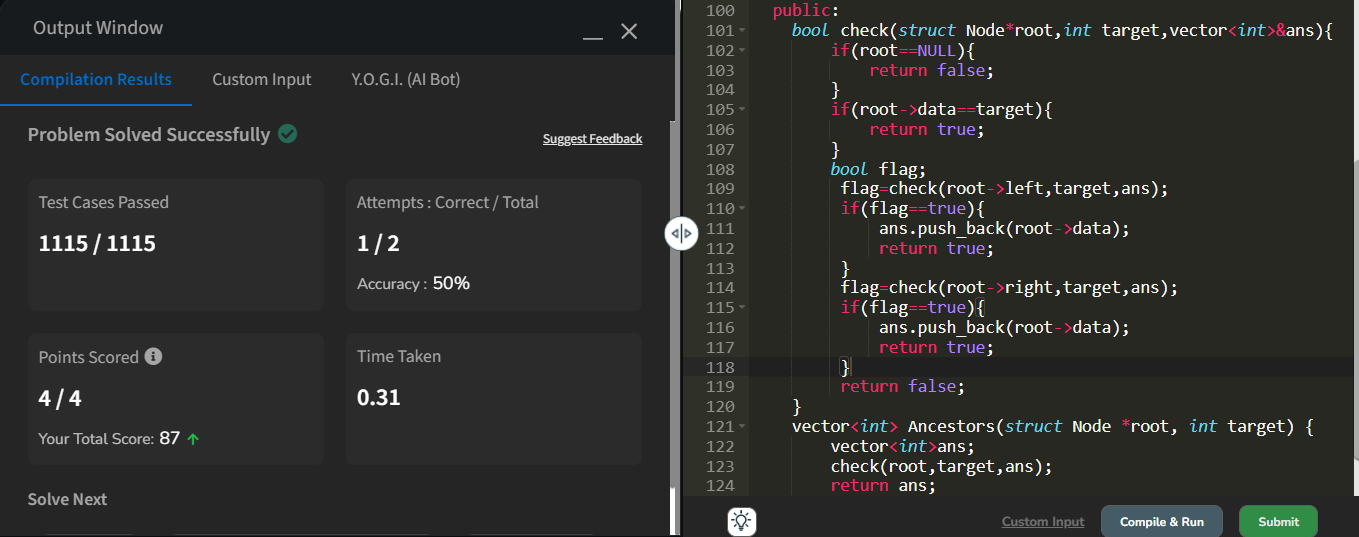 Output Window
Compilation Results Custom Input Y.O.G.I. (AI Bot)
Problem Solved Successfully
Suggest Feedback
Test Cases Passed
1115 / 1115
Attempts : Correct / Total
1 / 2
Accuracy : 50%
Points Scored
4 / 4
Your Total Score: 87
Time Taken
0.31
Solve Next
100 public:
101 bool check(struct Node*root,int target,vector<int>&ans){
102 if(root==NULL){
103 return false;
104 }
105 if(root->data==target){
106 return true;
107 }
108 bool flag;
109 flag=check(root->left,target,ans);
110 if(flag==true){
111 ans.push_back(root->data);
112 return true;
113 }
114 flag=check(root->right,target,ans);
115 if(flag==true){
116 ans.push_back(root->data);
117 return true;
118 }
119 return false;
120 }
121 vector<int> Ancestors(struct Node *root, int target) {
122 vector<int>ans;
123 check(root,target,ans);
124 return ans;
Custom Input
Compile & Run
Submit